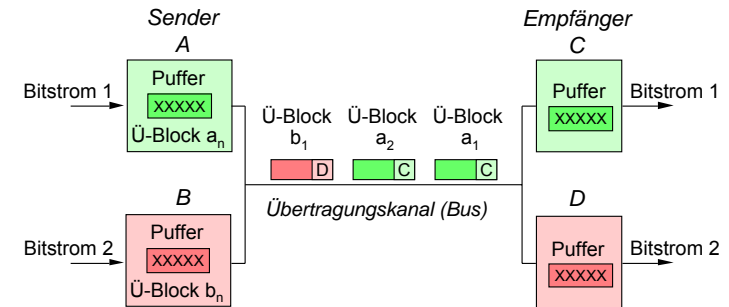 Sender
A
Empfänger
C
Bitstrom 1
Puffer
XXXXX
Ü-Block aₙ
Ü-Block
b₁
Ü-Block
a₂
Ü-Block
a₁
D
C
C
Puffer
XXXXX
Bitstrom 1
Übertragungskanal (Bus)
B
Bitstrom 2
Puffer
XXXXX
Ü-Block bₙ
D
Puffer
XXXXX
Bitstrom 2